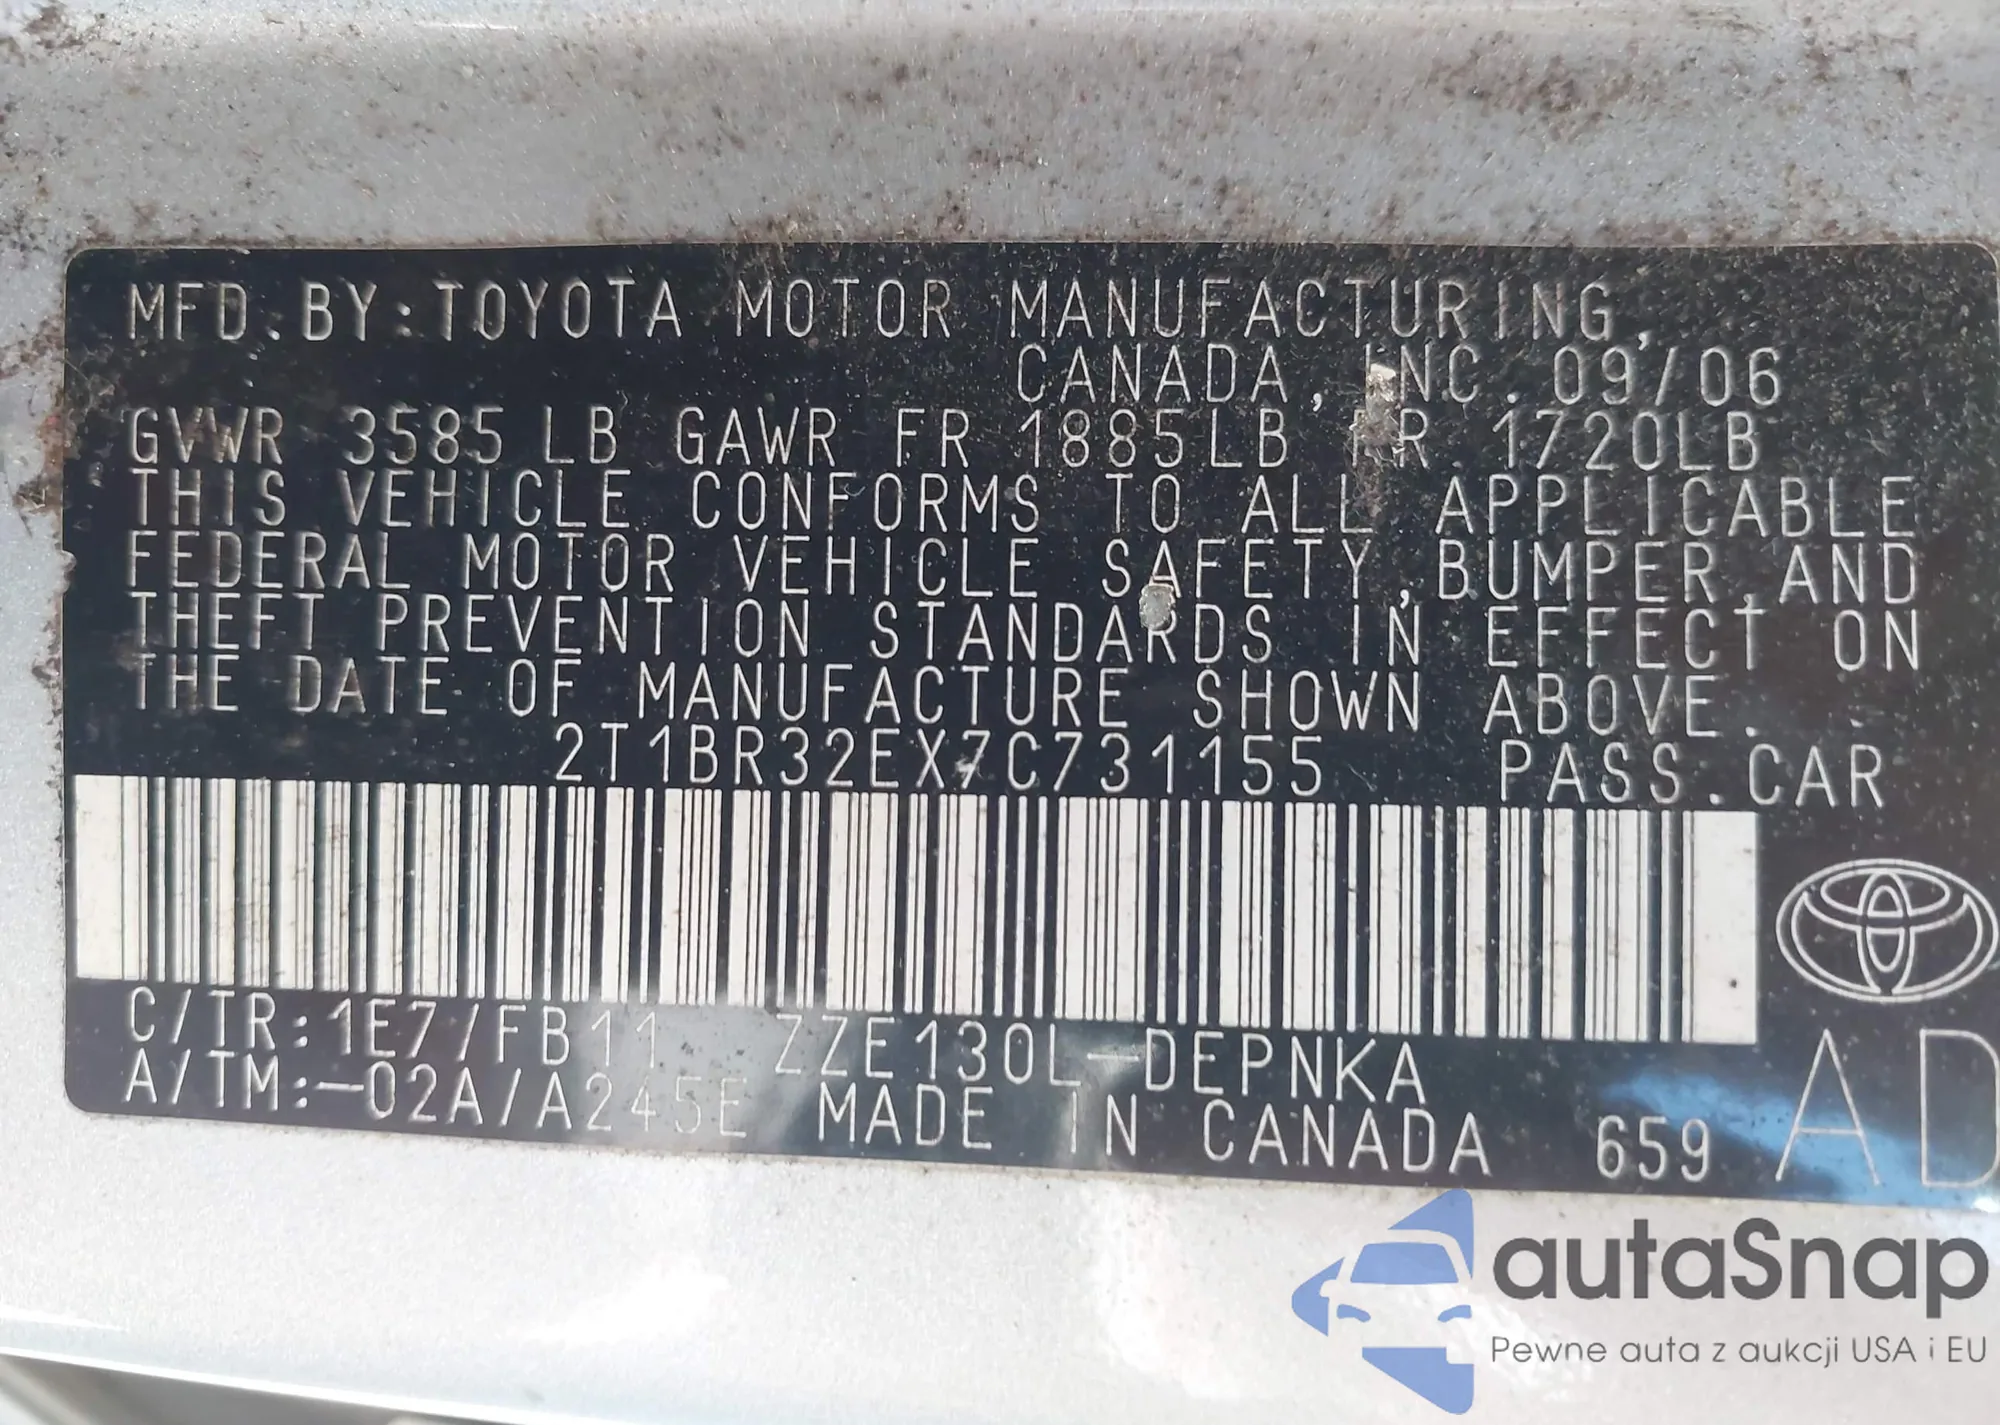 MFD. BY: TOYOTA MOTOR MANUFACTURING,
CANADA, INC. 09/06
GVWR 3585 LB GAWR FR 1885LB RR 1720LB
THIS VEHICLE CONFORMS TO ALL APPLICABLE
FEDERAL MOTOR VEHICLE SAFETY, BUMPER, AND
THEFT PREVENTION STANDARDS IN EFFECT ON
THE DATE OF MANUFACTURE SHOWN ABOVE.
2T1BR32EX7C731155 PASS. CAR
C/TR: 1E7/FB11 ZZE130L-DEPNKA
A/TM:-02A/A245E MADE IN CANADA 659
AD
autaSnap
Pewne auta z aukcji USA i EU